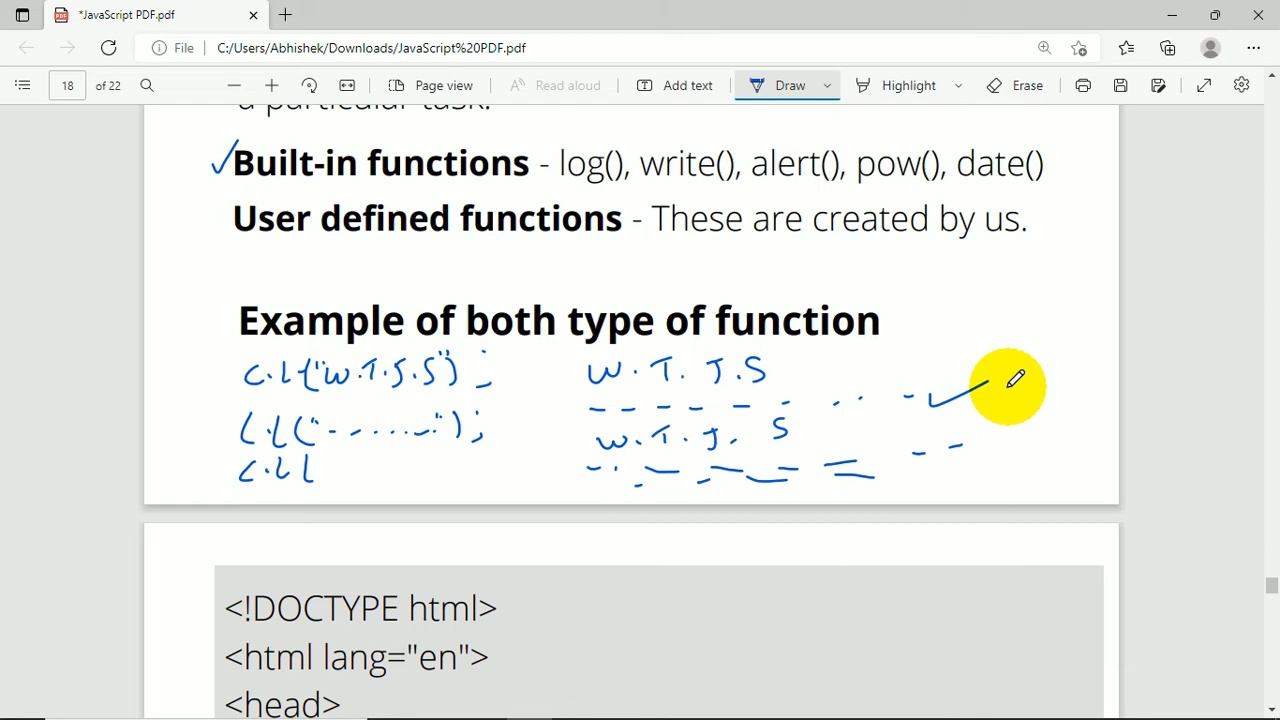 *JavaScript PDF.pdf
File C:/Users/Abhishek/Downloads/JavaScript%20PDF.pdf
18 of 22 Page view Read aloud Add text Draw Highlight Erase
a particular task.
Built-in functions - log(), write(), alert(), pow(), date()
User defined functions - These are created by us.
Example of both type of function
C.L("W.T.J.S"); W.T.J.S
C.L("- . . . . -"); W.T.J. S
C.L(
<!DOCTYPE html>
<html lang="en">
<head>